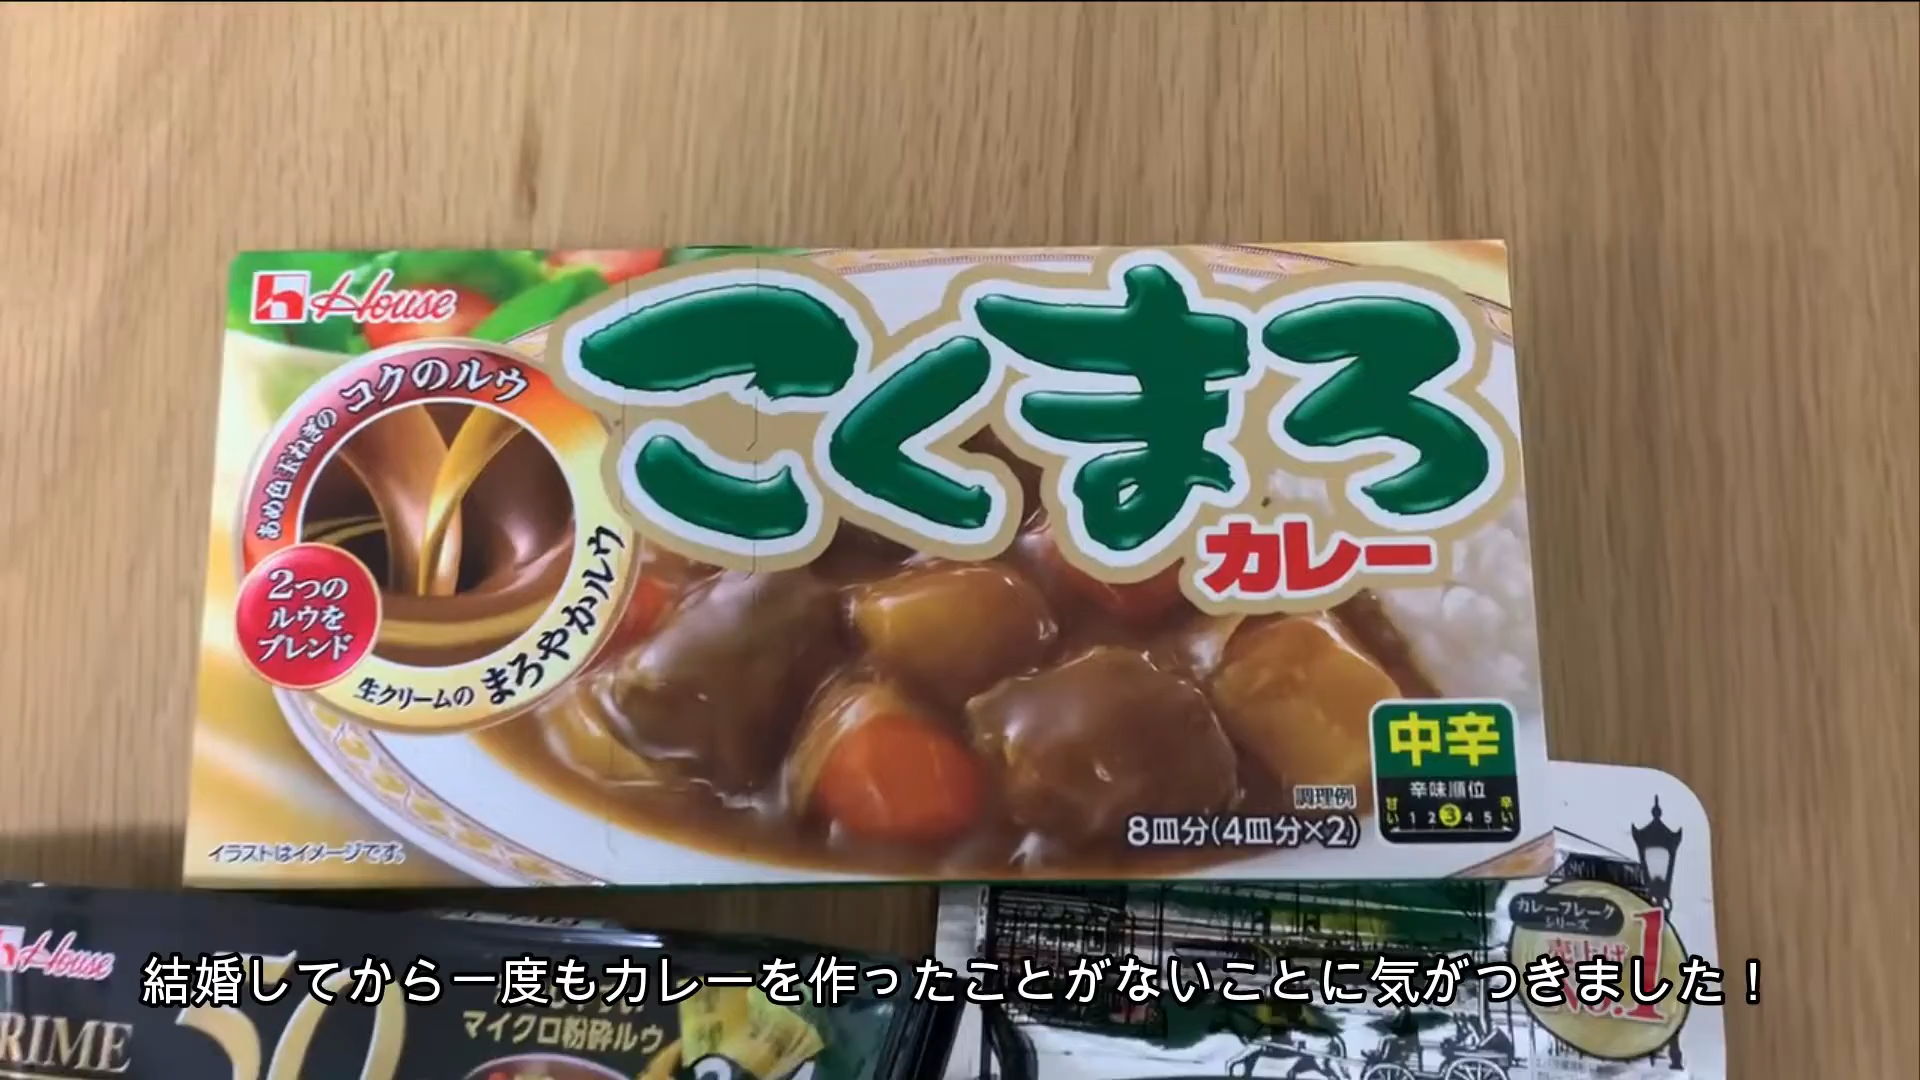 House
こくまろ
カレー
あめ色玉ねぎの
コクのルウ
2つの
ルウを
ブレンド
生クリームの
まろやかルウ
中辛
辛味順位
甘い 1 2 3 4 5 辛い
調理例
8皿分(4皿分×2)
イラストはイメージです。
カレーフレーク
シリーズ
No.1
House
結婚してから一度もカレーを作ったことがないことに気がつきました！
50
マイクロ粉砕ルウ